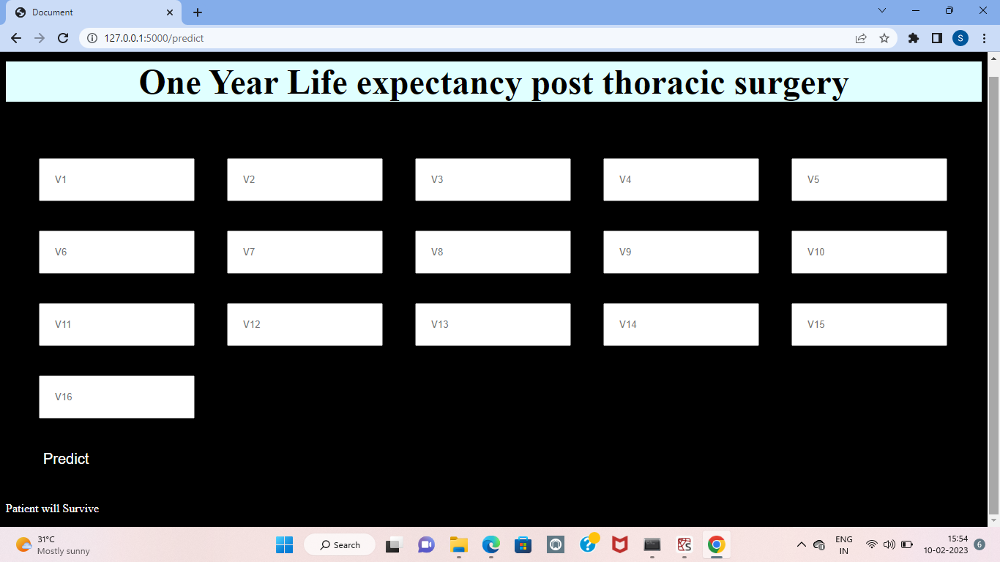 Document
127.0.0.1:5000/predict
S
One Year Life expectancy post thoracic surgery
V1 V2 V3 V4 V5
V6 V7 V8 V9 V10
V11 V12 V13 V14 V15
V16
Predict
Patient will Survive
31°C
Mostly sunny
Search
ENG
IN
15:54
10-02-2023
6